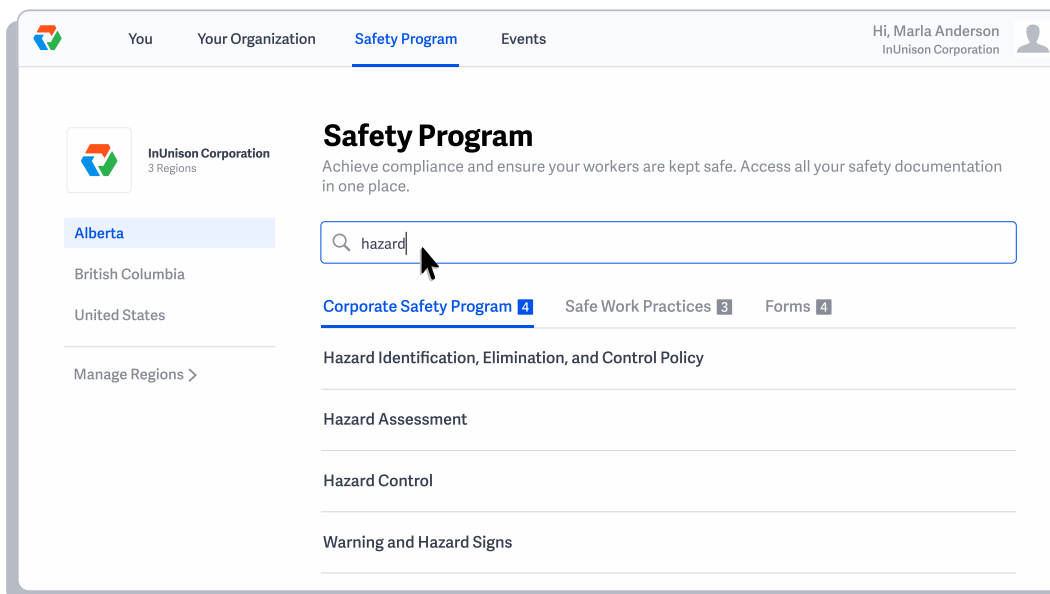 You Your Organization Safety Program Events
Hi, Marla Anderson
InUnison Corporation
InUnison Corporation
3 Regions
Alberta
British Columbia
United States
Manage Regions
Safety Program
Achieve compliance and ensure your workers are kept safe. Access all your safety documentation
in one place.
hazard
Corporate Safety Program 4 Safe Work Practices 3 Forms 4
Hazard Identification, Elimination, and Control Policy
Hazard Assessment
Hazard Control
Warning and Hazard Signs